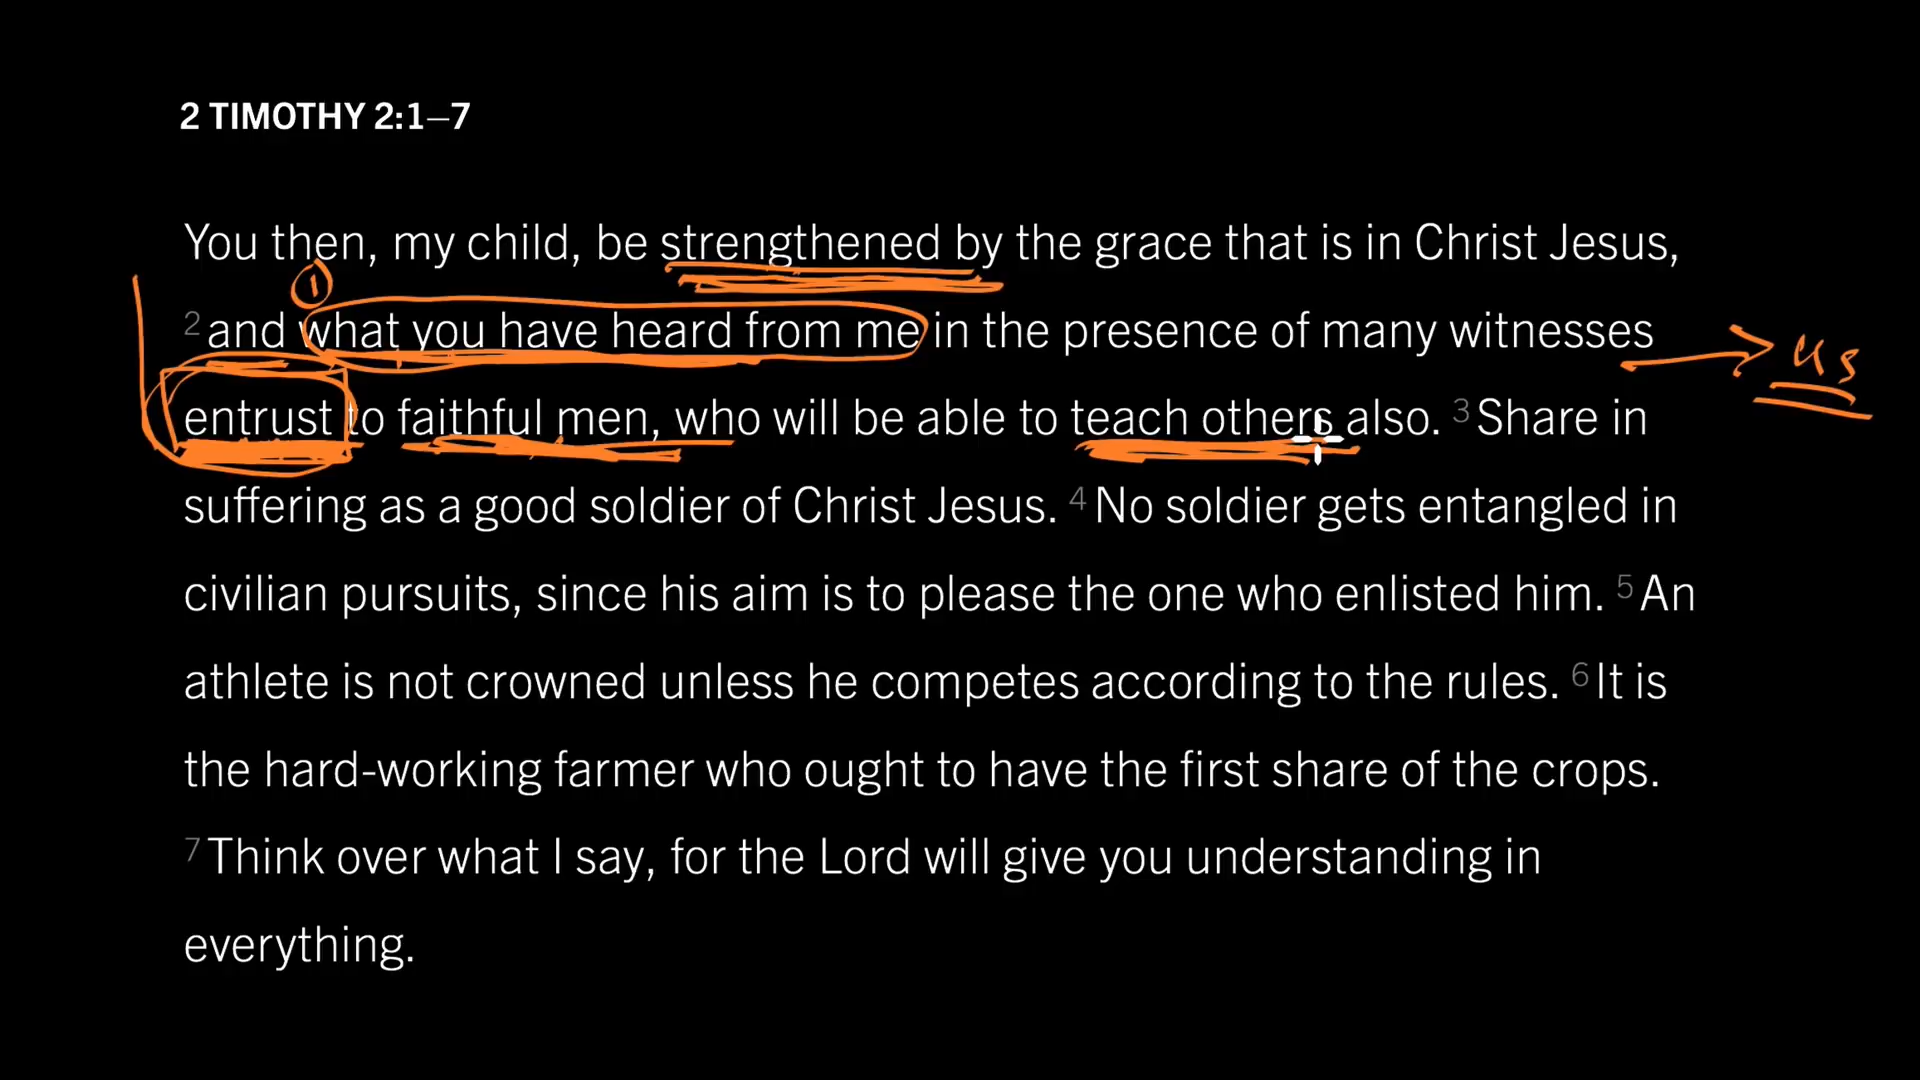 2 TIMOTHY 2:1–7
You then, my child, be strengthened by the grace that is in Christ Jesus,
1
2 and what you have heard from me in the presence of many witnesses
us
entrust to faithful men, who will be able to teach others also. 3 Share in
suffering as a good soldier of Christ Jesus. 4 No soldier gets entangled in
civilian pursuits, since his aim is to please the one who enlisted him. 5 An
athlete is not crowned unless he competes according to the rules. 6 It is
the hard-working farmer who ought to have the first share of the crops.
7 Think over what I say, for the Lord will give you understanding in
everything.